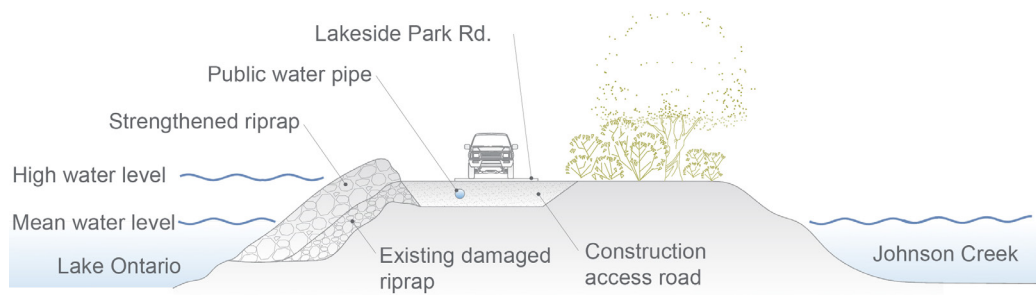 Lakeside Park Rd.
Public water pipe
Strengthened riprap
High water level
Mean water level
Lake Ontario
Existing damaged
riprap
Construction
access road
Johnson Creek